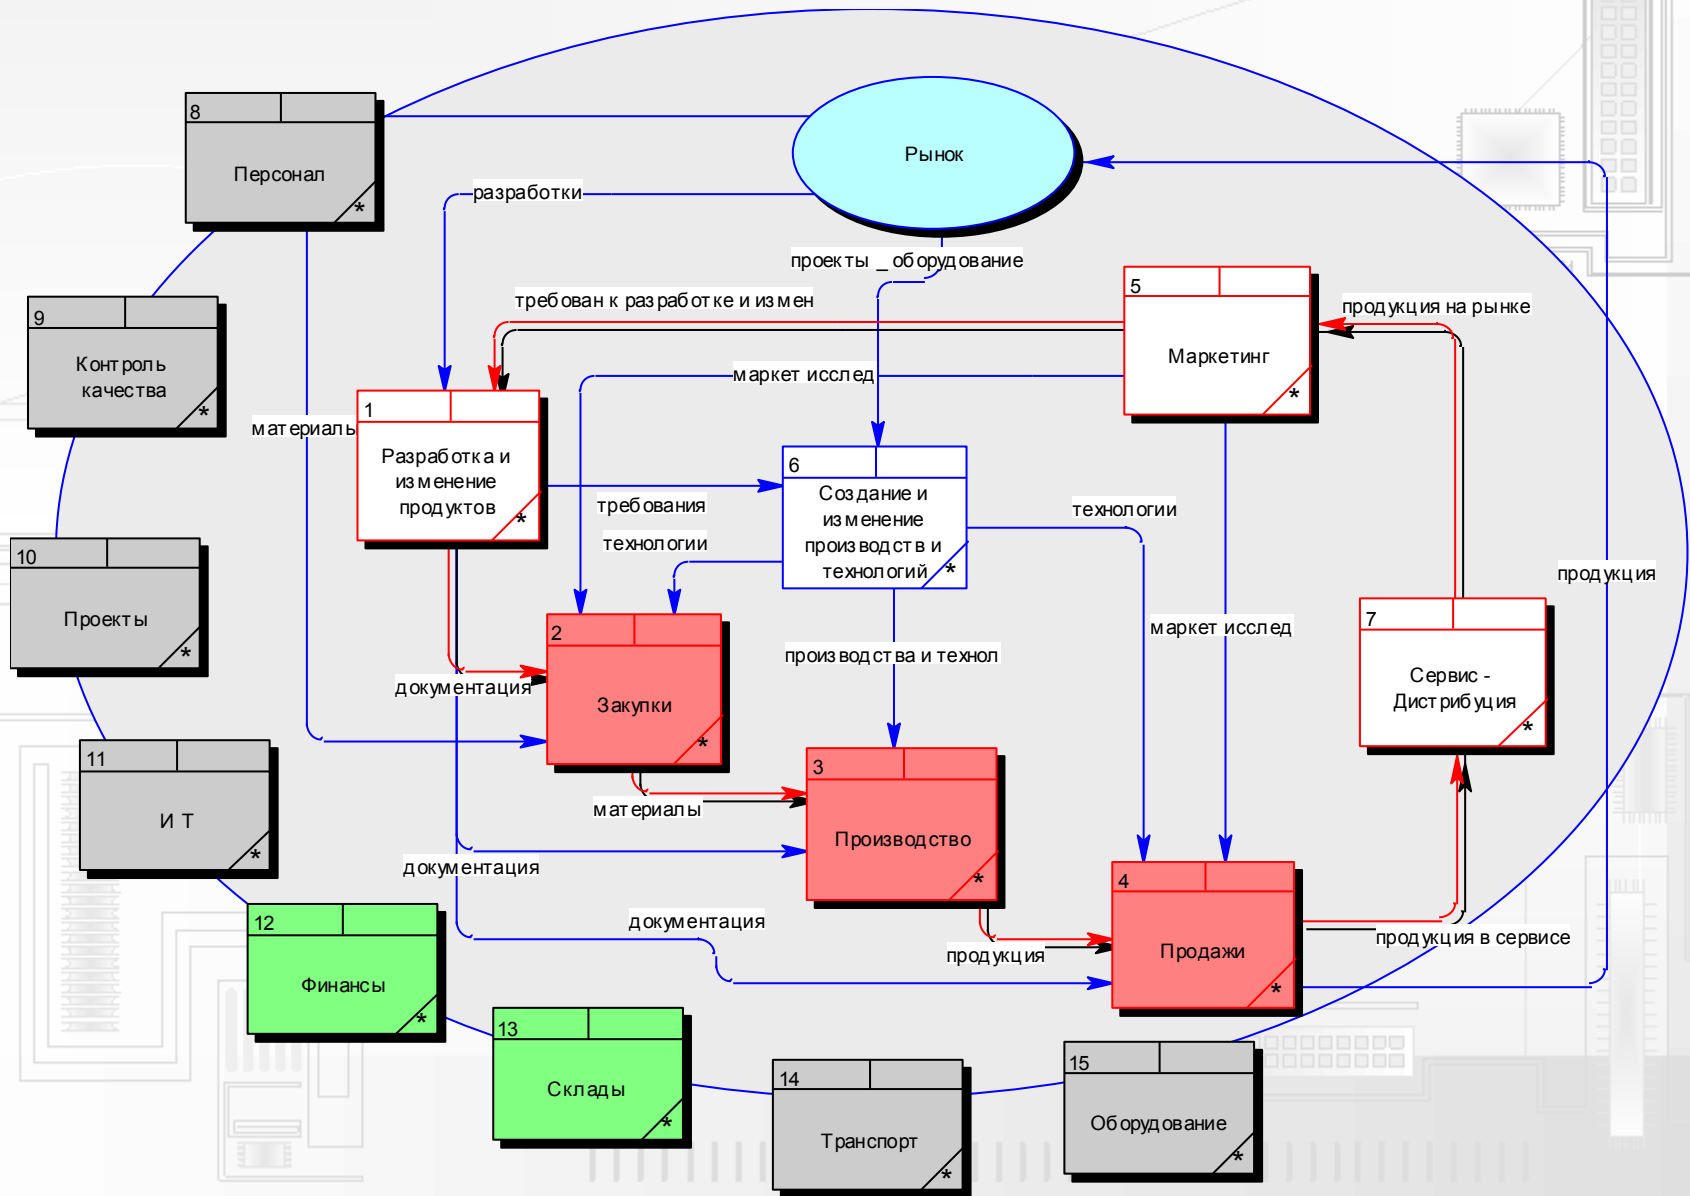 8
Персонал
Рынок
разработки
проекты _ оборудование
5
Маркетинг
требован к разработке и измен
продукция на рынке
9
Контроль
качества
маркет исслед
1
Разработка и
изменение
продуктов
материалы
6
Создание и
изменение
производств и
технологий
требования
технологии
технологии
10
Проекты
продукция
7
Сервис -
Дистрибуция
2
Закупки
маркет исслед
производства и технол
документация
11
И Т
3
Производство
материалы
документация
4
Продажи
12
Финансы
документация
продукция
продукция в сервисе
13
Склады
14
Транспорт
15
Оборудование